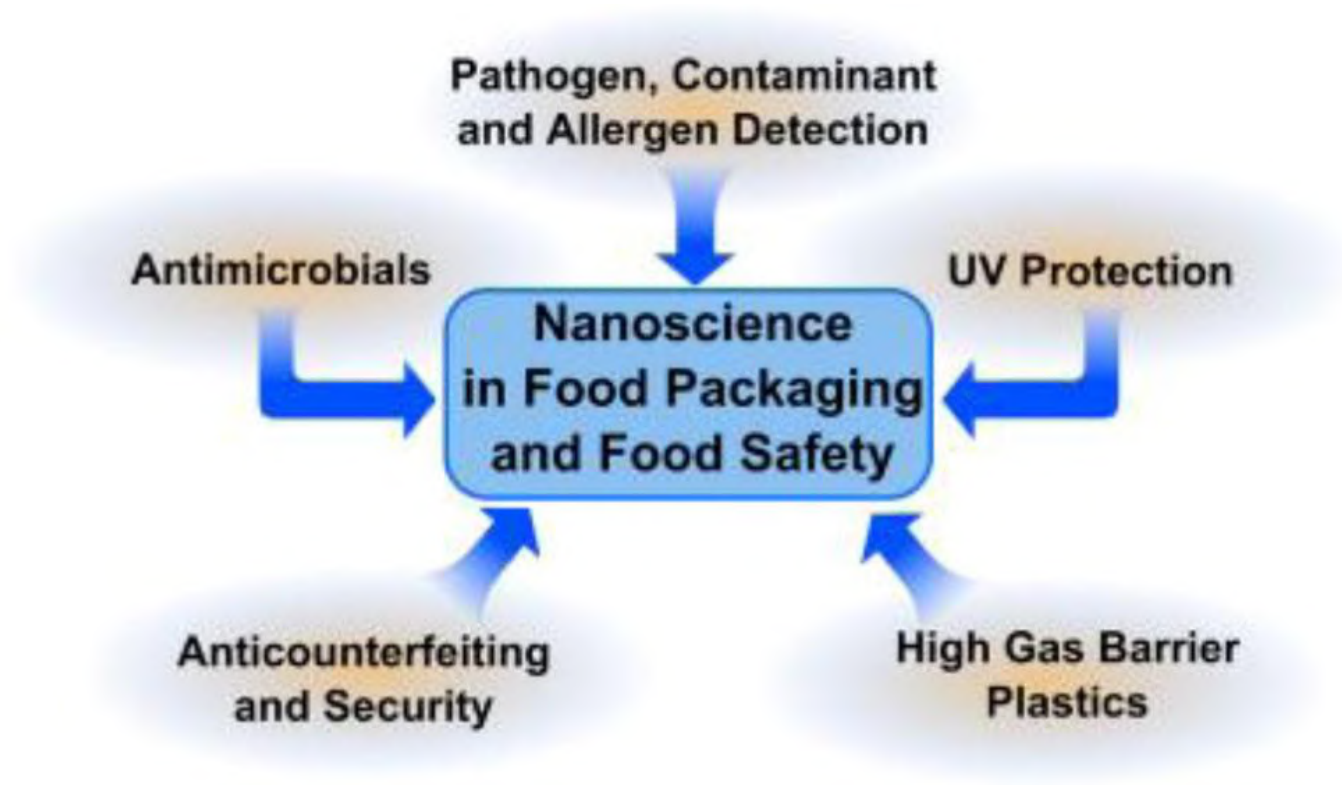 Pathogen, Contaminant
and Allergen Detection
Antimicrobials
UV Protection
Nanoscience
in Food Packaging
and Food Safety
Anticounterfeiting
and Security
High Gas Barrier
Plastics